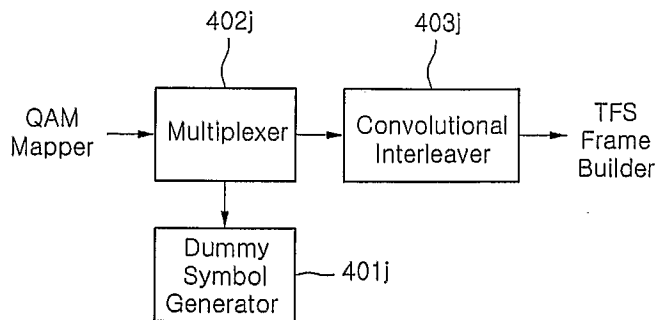 402j
403j
QAM
Mapper
Multiplexer
Convolutional
Interleaver
TFS
Frame
Builder
Dummy
Symbol
Generator
401j